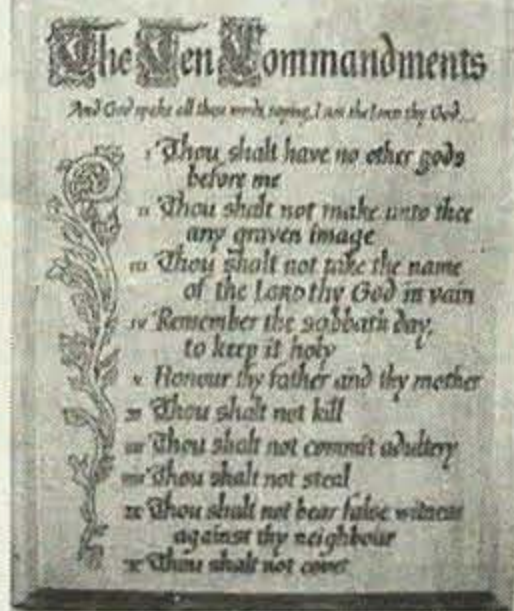 The Ten Commandments
And God spake all these words, saying, I am the LORD thy God...
I Thou shalt have no other gods
before me
II Thou shalt not make unto thee
any graven image
III Thou shalt not take the name
of the LORD thy God in vain
IV Remember the sabbath day,
to keep it holy
V Honour thy father and thy mother
VI Thou shalt not kill
VII Thou shalt not commit adultery
VIII Thou shalt not steal
IX Thou shalt not bear false witness
against thy neighbour
X Thou shalt not covet